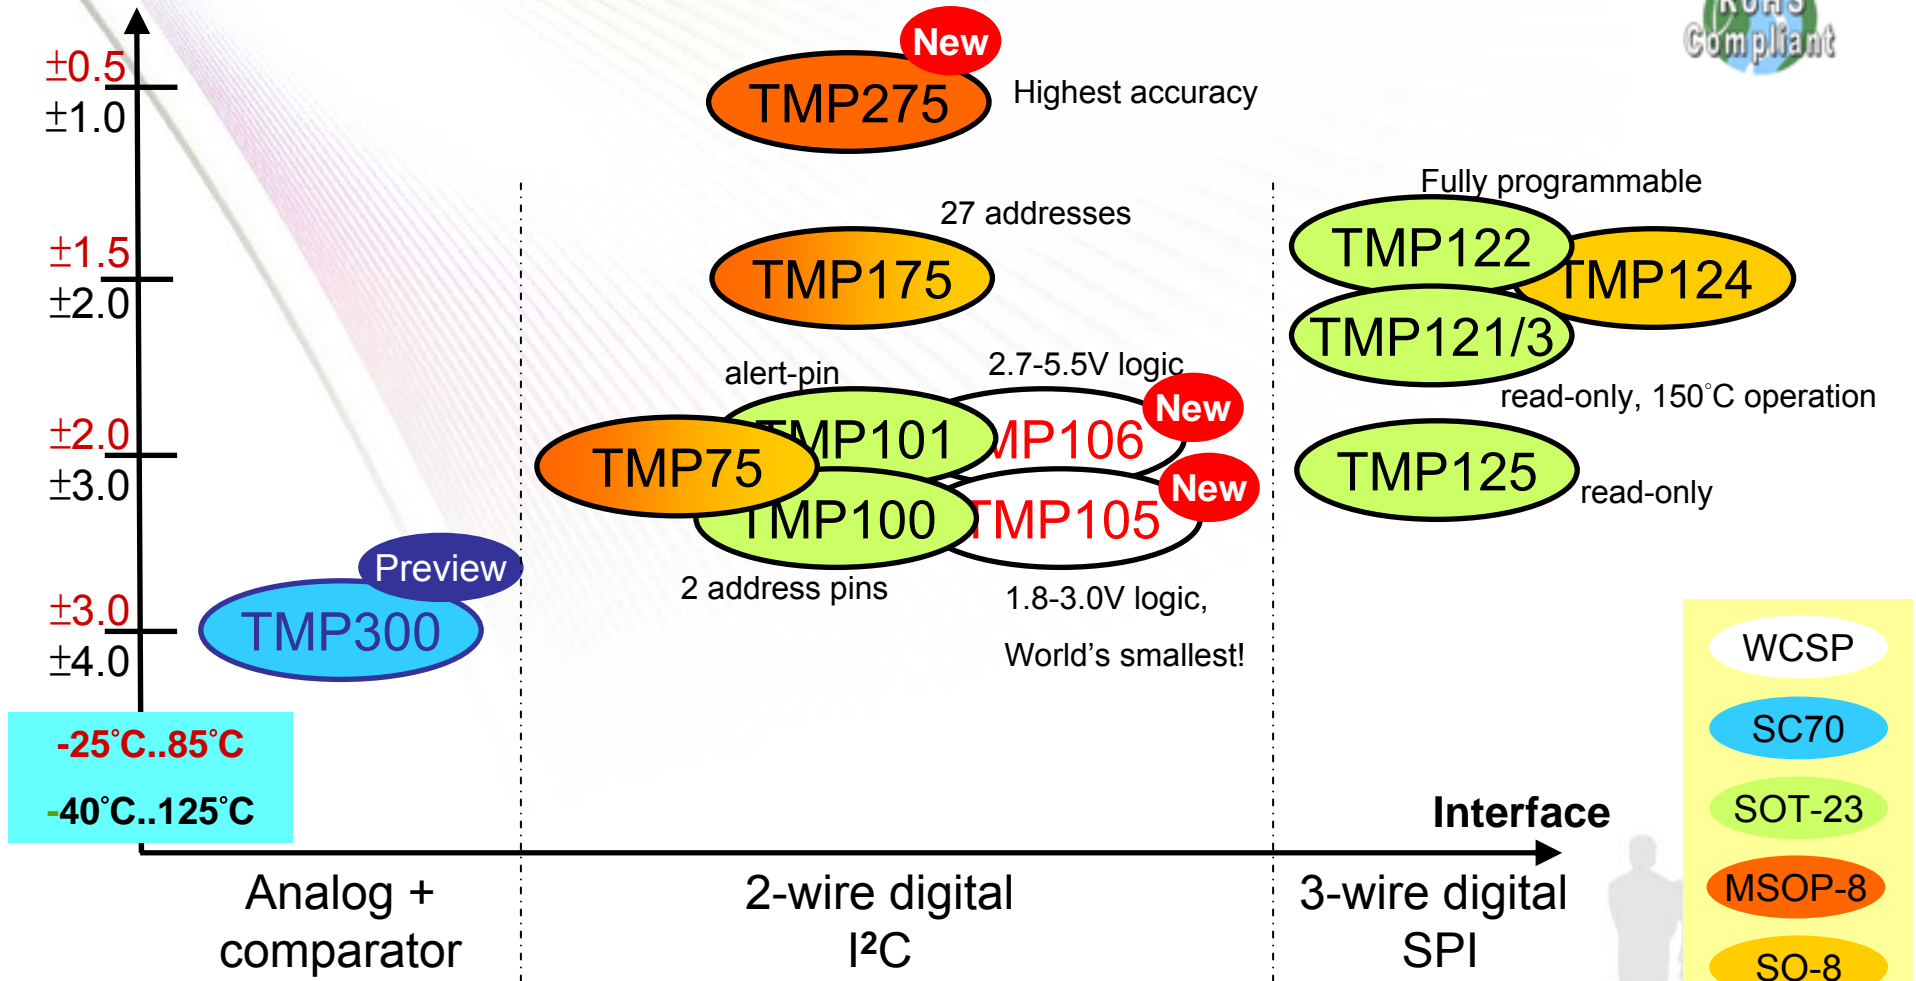 RoHS
Compliant
New
±0.5
TMP275
Highest accuracy
±1.0
Fully programmable
27 addresses
±1.5
TMP122
TMP175
TMP124
±2.0
TMP121/3
alert-pin
2.7-5.5V logic
read-only, 150°C operation
New
±2.0
TMP101
MP106
TMP75
TMP125
±3.0
New
read-only
TMP100
TMP105
Preview
2 address pins
1.8-3.0V logic,
World's smallest!
±3.0
TMP300
±4.0
WCSP
SC70
SOT-23
MSOP-8
SO-8
-25°C..85°C
-40°C..125°C
Interface
Analog +
comparator
2-wire digital
I²C
3-wire digital
SPI